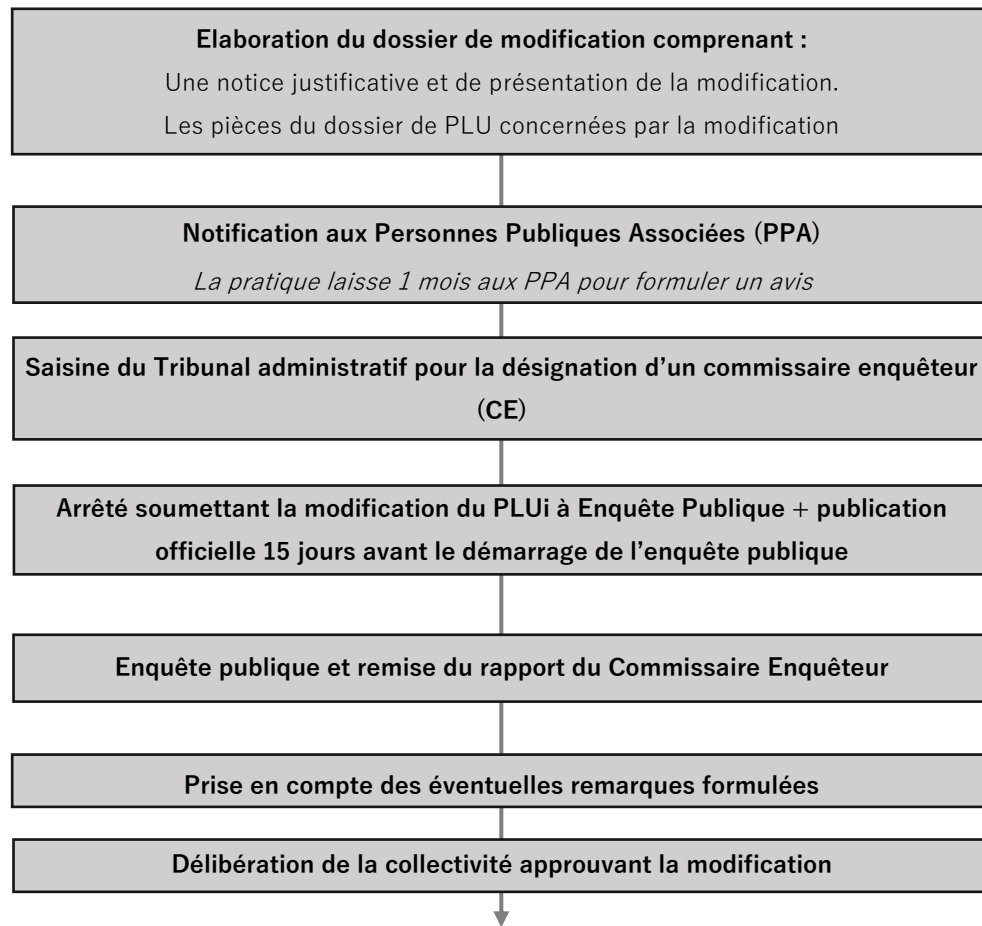 Elaboration du dossier de modification comprenant :
Une notice justificative et de présentation de la modification.
Les pièces du dossier de PLU concernées par la modification
Notification aux Personnes Publiques Associées (PPA)
La pratique laisse 1 mois aux PPA pour formuler un avis
Saisine du Tribunal administratif pour la désignation d’un commissaire enquêteur
(CE)
Arrêté soumettant la modification du PLUi à Enquête Publique + publication
officielle 15 jours avant le démarrage de l’enquête publique
Enquête publique et remise du rapport du Commissaire Enquêteur
Prise en compte des éventuelles remarques formulées
Délibération de la collectivité approuvant la modification